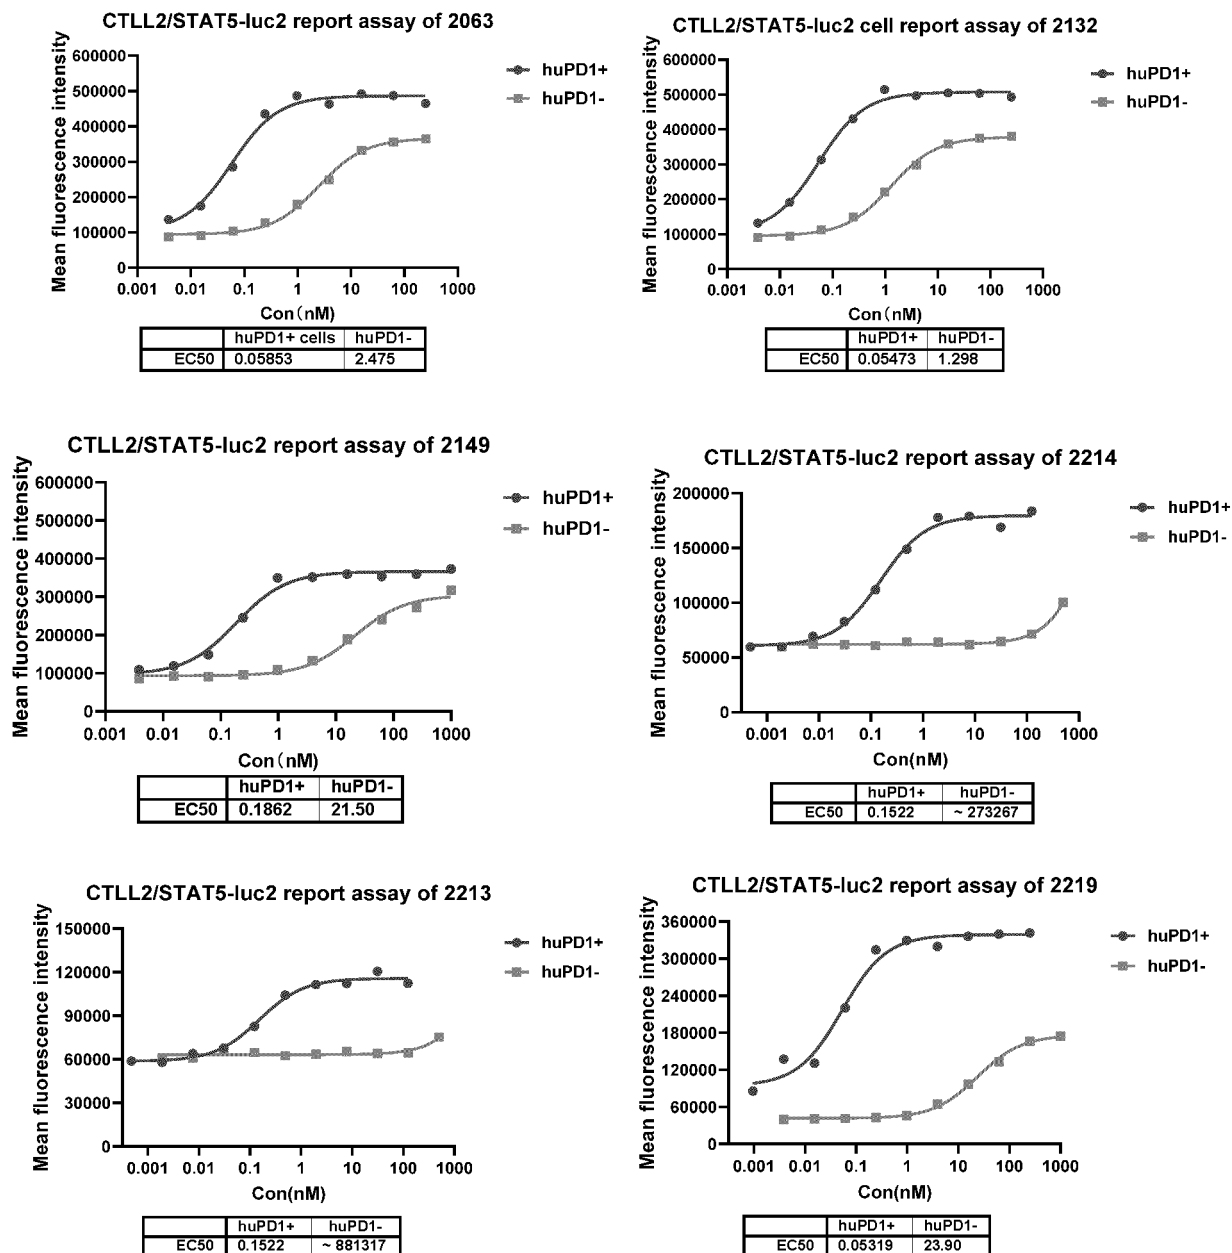 CTLL2/STAT5-luc2 report assay of 2063
Mean fluorescence intensity
600000
500000
400000
300000
200000
100000
0
0.001 0.01 0.1 1 10 100 1000
Con(nM)
huPD1+
huPD1-
huPD1+ cells huPD1-
EC50 0.05853 2.475
CTLL2/STAT5-luc2 cell report assay of 2132
Mean fluorescence intensity
600000
500000
400000
300000
200000
100000
0
0.001 0.01 0.1 1 10 100 1000
Con(nM)
huPD1+
huPD1-
huPD1+ huPD1-
EC50 0.05473 1.298
CTLL2/STAT5-luc2 report assay of 2149
Mean fluorescence intensity
600000
500000
400000
300000
200000
100000
0
0.001 0.01 0.1 1 10 100 1000
Con(nM)
huPD1+
huPD1-
huPD1+ huPD1-
EC50 0.1862 21.50
CTLL2/STAT5-luc2 report assay of 2214
Mean fluorescence intensity
200000
150000
100000
50000
0
0.001 0.01 0.1 1 10 100 1000
Con(nM)
huPD1+
huPD1-
huPD1+ huPD1-
EC50 0.1522 ~ 273267
CTLL2/STAT5-luc2 report assay of 2213
Mean fluorescence intensity
150000
120000
90000
60000
30000
0
0.001 0.01 0.1 1 10 100 1000
Con(nM)
huPD1+
huPD1-
huPD1+ huPD1-
EC50 0.1522 ~ 881317
CTLL2/STAT5-luc2 report assay of 2219
Mean fluorescence intensity
360000
300000
240000
180000
120000
60000
0
0.001 0.01 0.1 1 10 100 1000
Con(nM)
huPD1+
huPD1-
huPD1+ huPD1-
EC50 0.05319 23.90